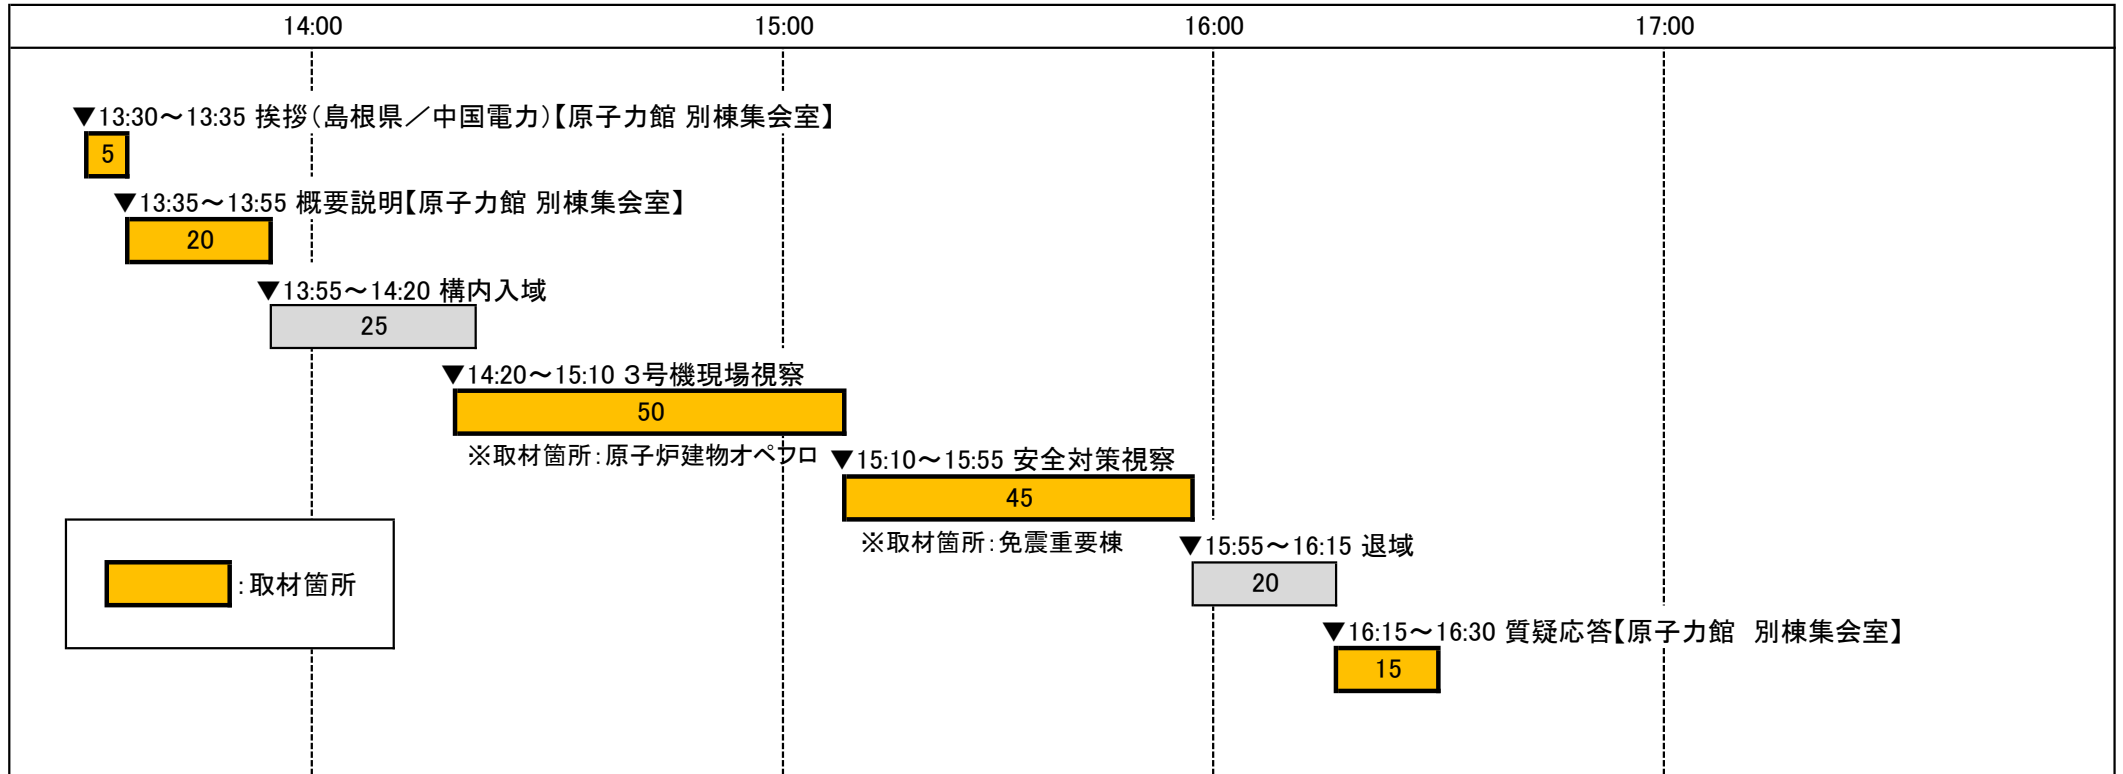 14:00 15:00 16:00 17:00
▼13:30～13:35 挨拶（島根県／中国電力）【原子力館 別棟集会室】
5
▼13:35～13:55 概要説明【原子力館 別棟集会室】
20
▼13:55～14:20 構内入域
25
▼14:20～15:10 ３号機現場視察
50
※取材箇所：原子炉建物オペフロ
▼15:10～15:55 安全対策視察
45
※取材箇所：免震重要棟
▼15:55～16:15 退域
20
：取材箇所
▼16:15～16:30 質疑応答【原子力館　別棟集会室】
15